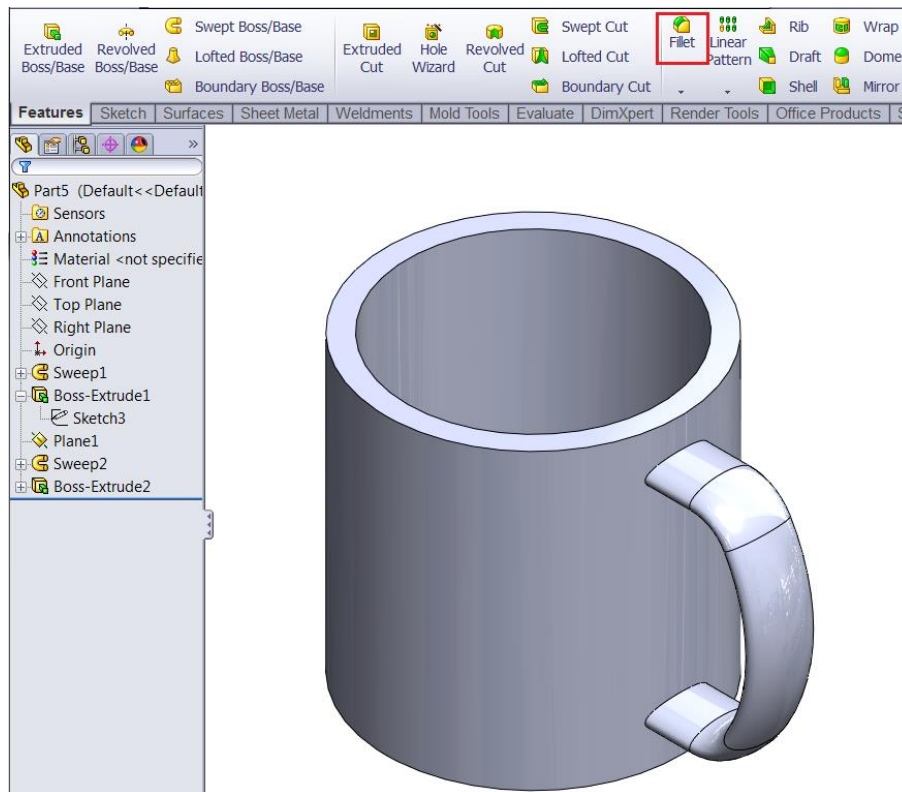 Extruded Boss/Base
Revolved Boss/Base
Swept Boss/Base
Lofted Boss/Base
Boundary Boss/Base
Extruded Cut
Hole Wizard
Revolved Cut
Swept Cut
Lofted Cut
Boundary Cut
Fillet
Linear Pattern
Rib
Draft
Shell
Wrap
Dome
Mirror
Features Sketch Surfaces Sheet Metal Weldments Mold Tools Evaluate DimXpert Render Tools Office Products S
»
Part5 (Default<<Default
Sensors
A Annotations
Material <not specifie
Front Plane
Top Plane
Right Plane
Origin
Sweep1
Boss-Extrude1
Sketch3
Plane1
Sweep2
Boss-Extrude2